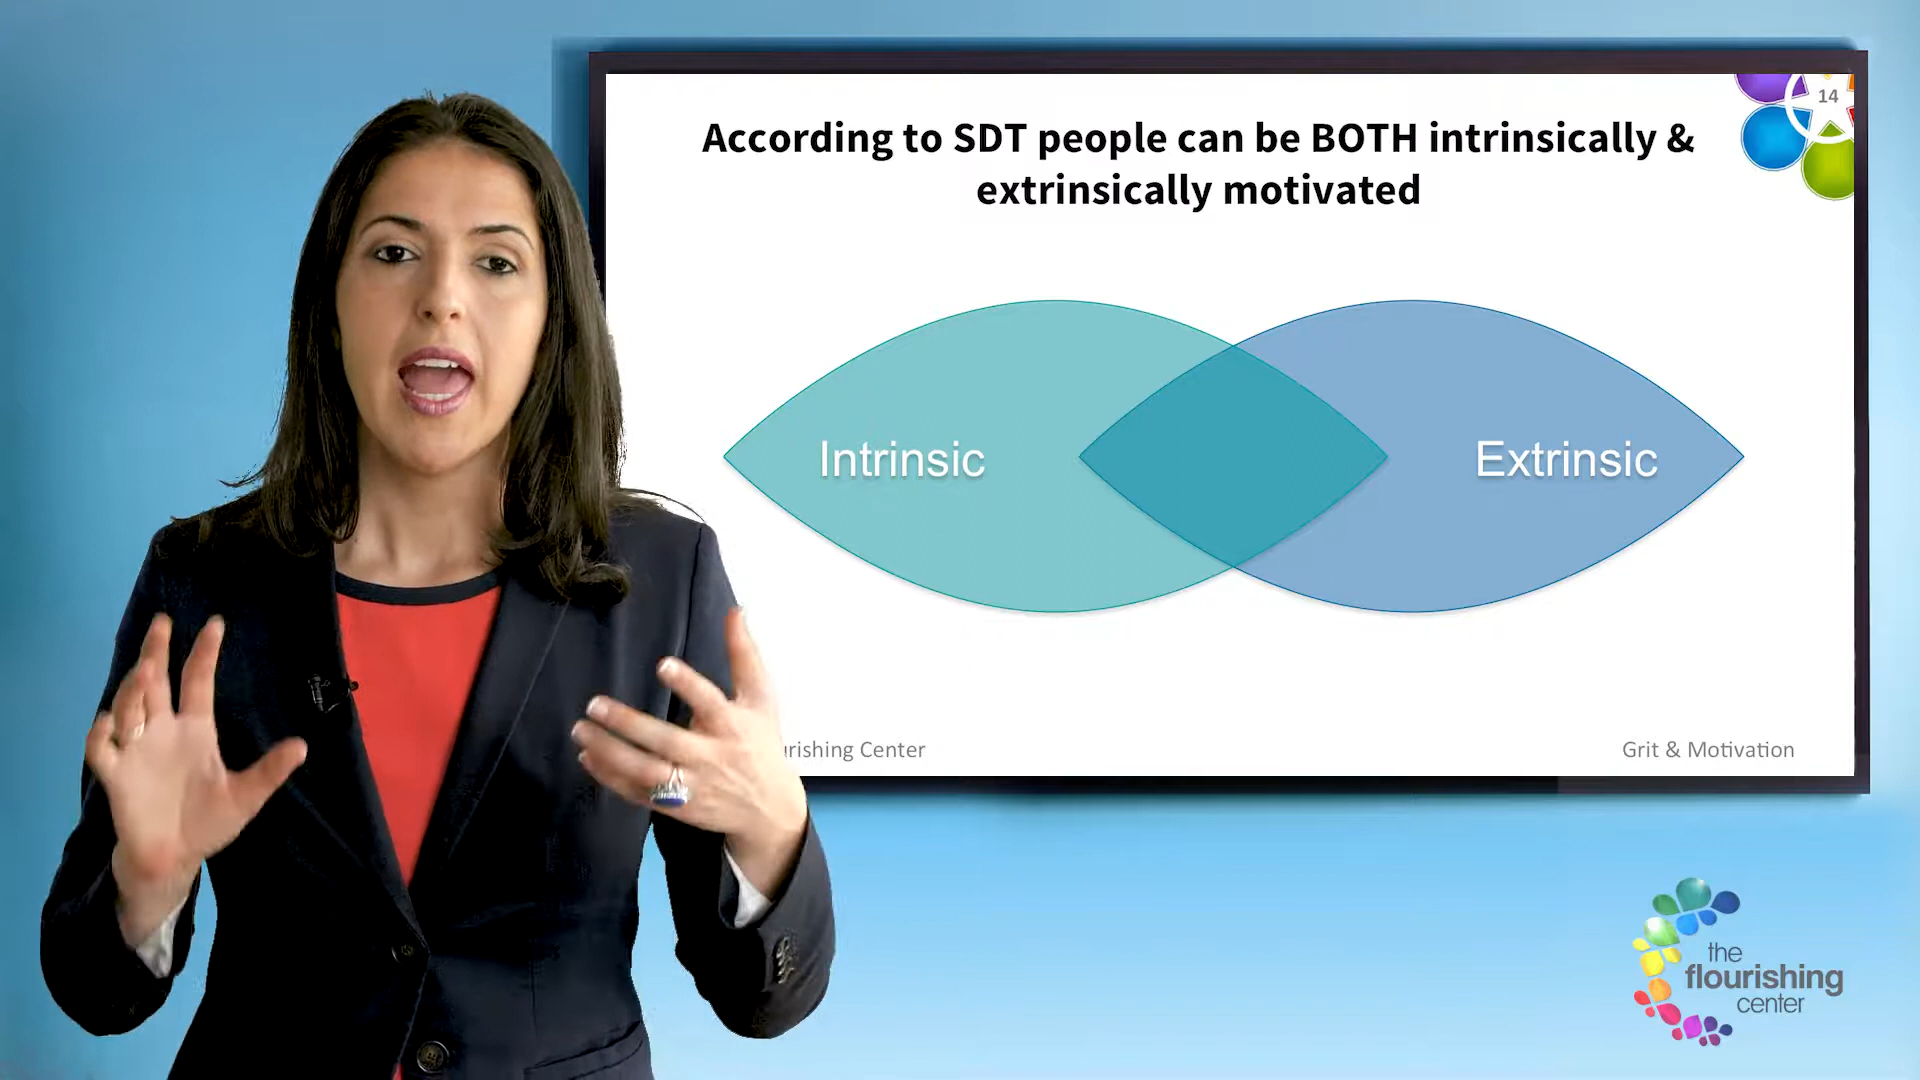 14
According to SDT people can be BOTH intrinsically &
extrinsically motivated
Intrinsic
Extrinsic
Center
Grit & Motivation
the
flourishing
center